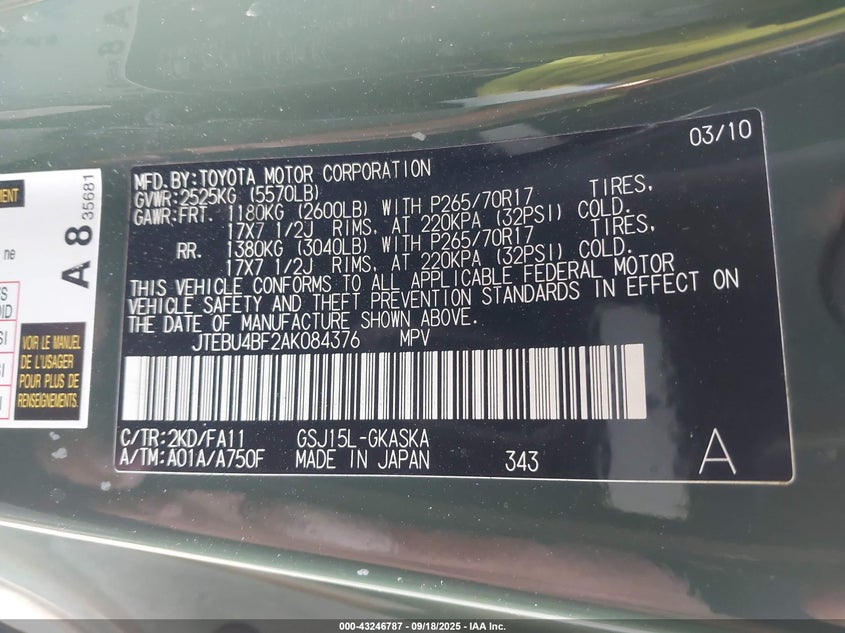 03/10
MFD.BY:TOYOTA MOTOR CORPORATION
GVWR:2525KG (5570LB)
GAWR:FRT. 1180KG (2600LB) WITH P265/70R17 TIRES,
17X7 1/2J RIMS, AT 220KPA (32PSI) COLD.
RR. 1380KG (3040LB) WITH P265/70R17 TIRES,
17X7 1/2J RIMS, AT 220KPA (32PSI) COLD.
THIS VEHICLE CONFORMS TO ALL APPLICABLE FEDERAL MOTOR
VEHICLE SAFETY AND THEFT PREVENTION STANDARDS IN EFFECT ON
THE DATE OF MANUFACTURE SHOWN ABOVE.
JTEBU4BF2AK084376 MPV
C/TR:2KD/FA11 GSJ15L-GKASKA
A/TM:A01A/A750F MADE IN JAPAN 343 A
A 8 35681
ne
VOIR LE MANUEL
DE L'USAGER
POUR PLUS DE
RENSEIGNEMENTS.
000-43246787 - 09/18/2025 - IAA Inc.